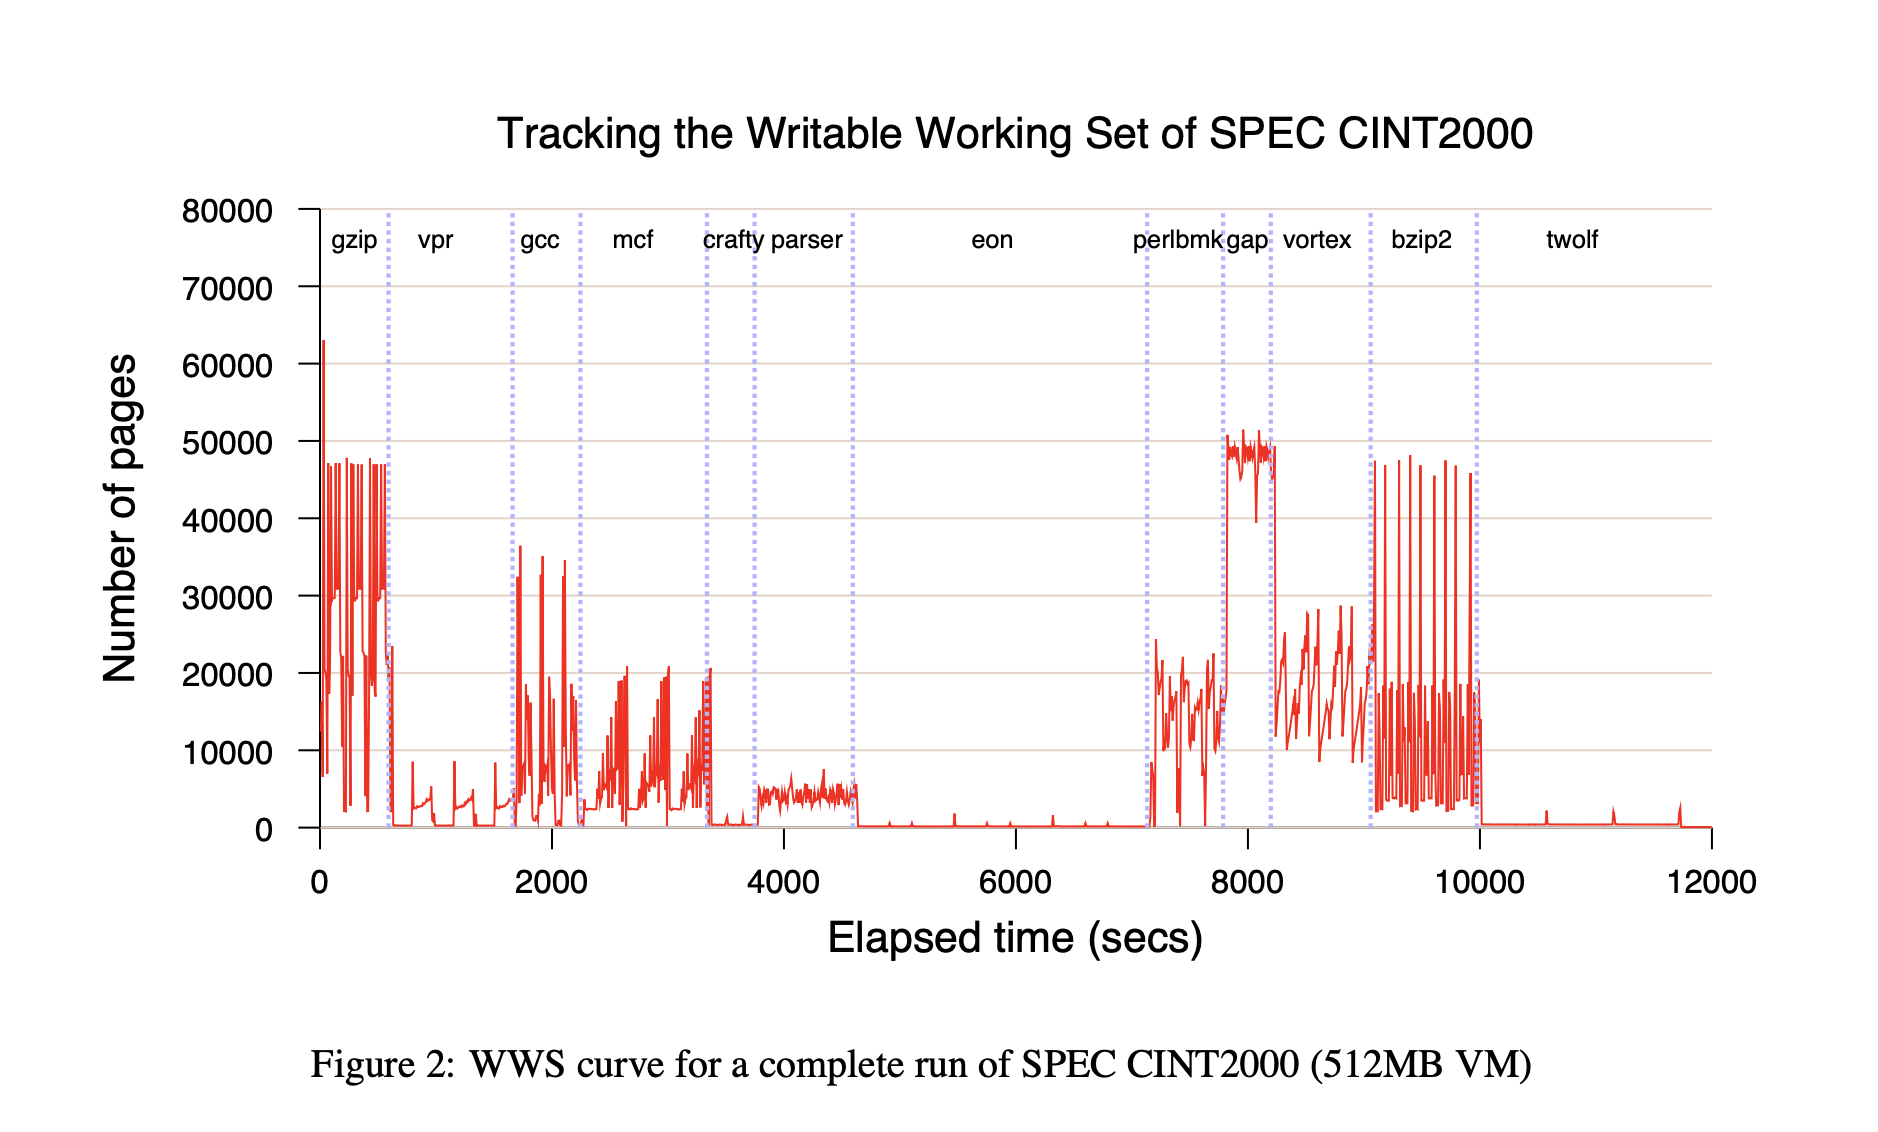 Tracking the Writable Working Set of SPEC CINT2000
80000
70000
60000
50000
40000
30000
20000
10000
0
Number of pages
gzip vpr gcc mcf crafty parser eon perlbmk gap vortex bzip2 twolf
0 2000 4000 6000 8000 10000 12000
Elapsed time (secs)
Figure 2: WWS curve for a complete run of SPEC CINT2000 (512MB VM)